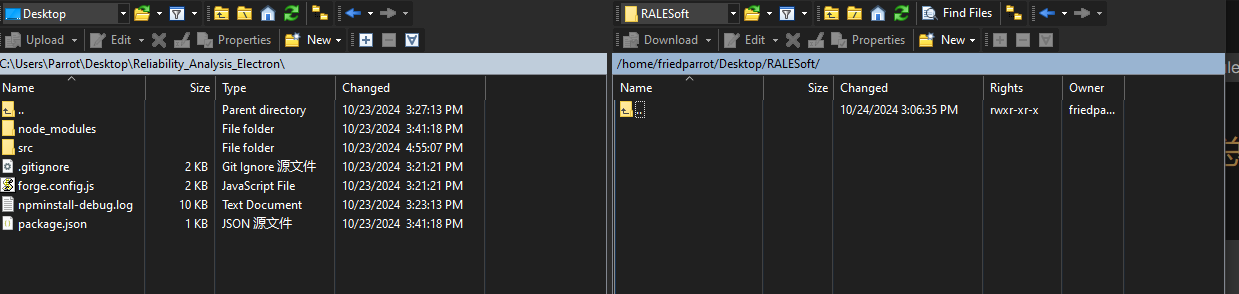 Desktop
RALESoft
Find Files
Upload
Edit
Properties
New
Download
Edit
Properties
New
C:\Users\Parrot\Desktop\Reliability_Analysis_Electron\
/home/friedparrot/Desktop/RALESoft/
Name Size Type Changed
Name Size Changed Rights Owner
.. Parent directory 10/23/2024 3:27:13 PM
.. 10/24/2024 3:06:35 PM rwxr-xr-x friedpa...
node_modules File folder 10/23/2024 3:41:18 PM
src File folder 10/23/2024 4:55:07 PM
.gitignore 2 KB Git Ignore 源文件 10/23/2024 3:21:21 PM
forge.config.js 2 KB JavaScript File 10/23/2024 3:21:21 PM
npminstall-debug.log 10 KB Text Document 10/23/2024 3:23:13 PM
package.json 1 KB JSON 源文件 10/23/2024 3:41:18 PM